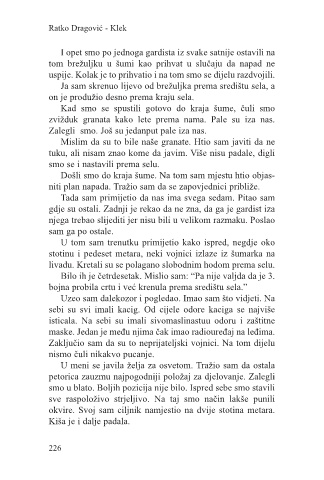 Ratko Dragović - Klek
I opet smo po jednoga gardista iz svake satnije ostavili na
tom brežuljku u šumi kao prihvat u slučaju da napad ne
uspije. Kolak je to prihvatio i na tom smo se dijelu razdvojili.
Ja sam skrenuo lijevo od brežuljka prema središtu sela, a
on je produžio desno prema kraju sela.
Kad smo se spustili gotovo do kraja šume, čuli smo
zvižduk granata kako lete prema nama. Pale su iza nas.
Zalegli smo. Još su jedanput pale iza nas.
Mislim da su to bile naše granate. Htio sam javiti da ne
tuku, ali nisam znao kome da javim. Više nisu padale, digli
smo se i nastavili prema selu.
Došli smo do kraja šume. Na tom sam mjestu htio objas-
niti plan napada. Tražio sam da se zapovjednici približe.
Tada sam primijetio da nas ima svega sedam. Pitao sam
gdje su ostali. Zadnji je rekao da ne zna, da ga je gardist iza
njega trebao slijediti jer nisu bili u velikom razmaku. Poslao
sam ga po ostale.
U tom trenutku primijetio kako ispred, negdje oko
stotinu i pedeset metara, neki vojnici izlaze iz šumarka na
livadu. Kretali su se polagano slobodnim hodom prema selu.
Bilo ih je četrdesetak. Mislio sam: “Pa nije valjda da je 3.
bojna probila crtu i već krenula prema središtu sela.”
Uzeo sam dalekozor i pogledao. Imao sam što vidjeti. Na
sebi su svi imali kacig. Od cijele odore kaciga se najviše
isticala. Na sebi su imali sivomaslinastuu odoru i zaštitne
maske. Jedan je među njima čak imao radiouređaj na leđima.
Zaključio sam da su to neprijateljski vojnici. Na tom dijelu
nismo čuli nikakvo pucanje.
U meni se javila želja za osvetom. Tražio sam da ostala
petorica zauzmu najpogodniji položaj za djelovanje. Zalegli
smo u blato. Boljih pozicija nije bilo. Ispred sebe smo stavili
sve raspoloživo strjeljivo. Na taj smo način lakše punili
okvire. Svoj sam ciljnik namjestio na dvije stotina metara.
Kiša je i dalje padala.
226